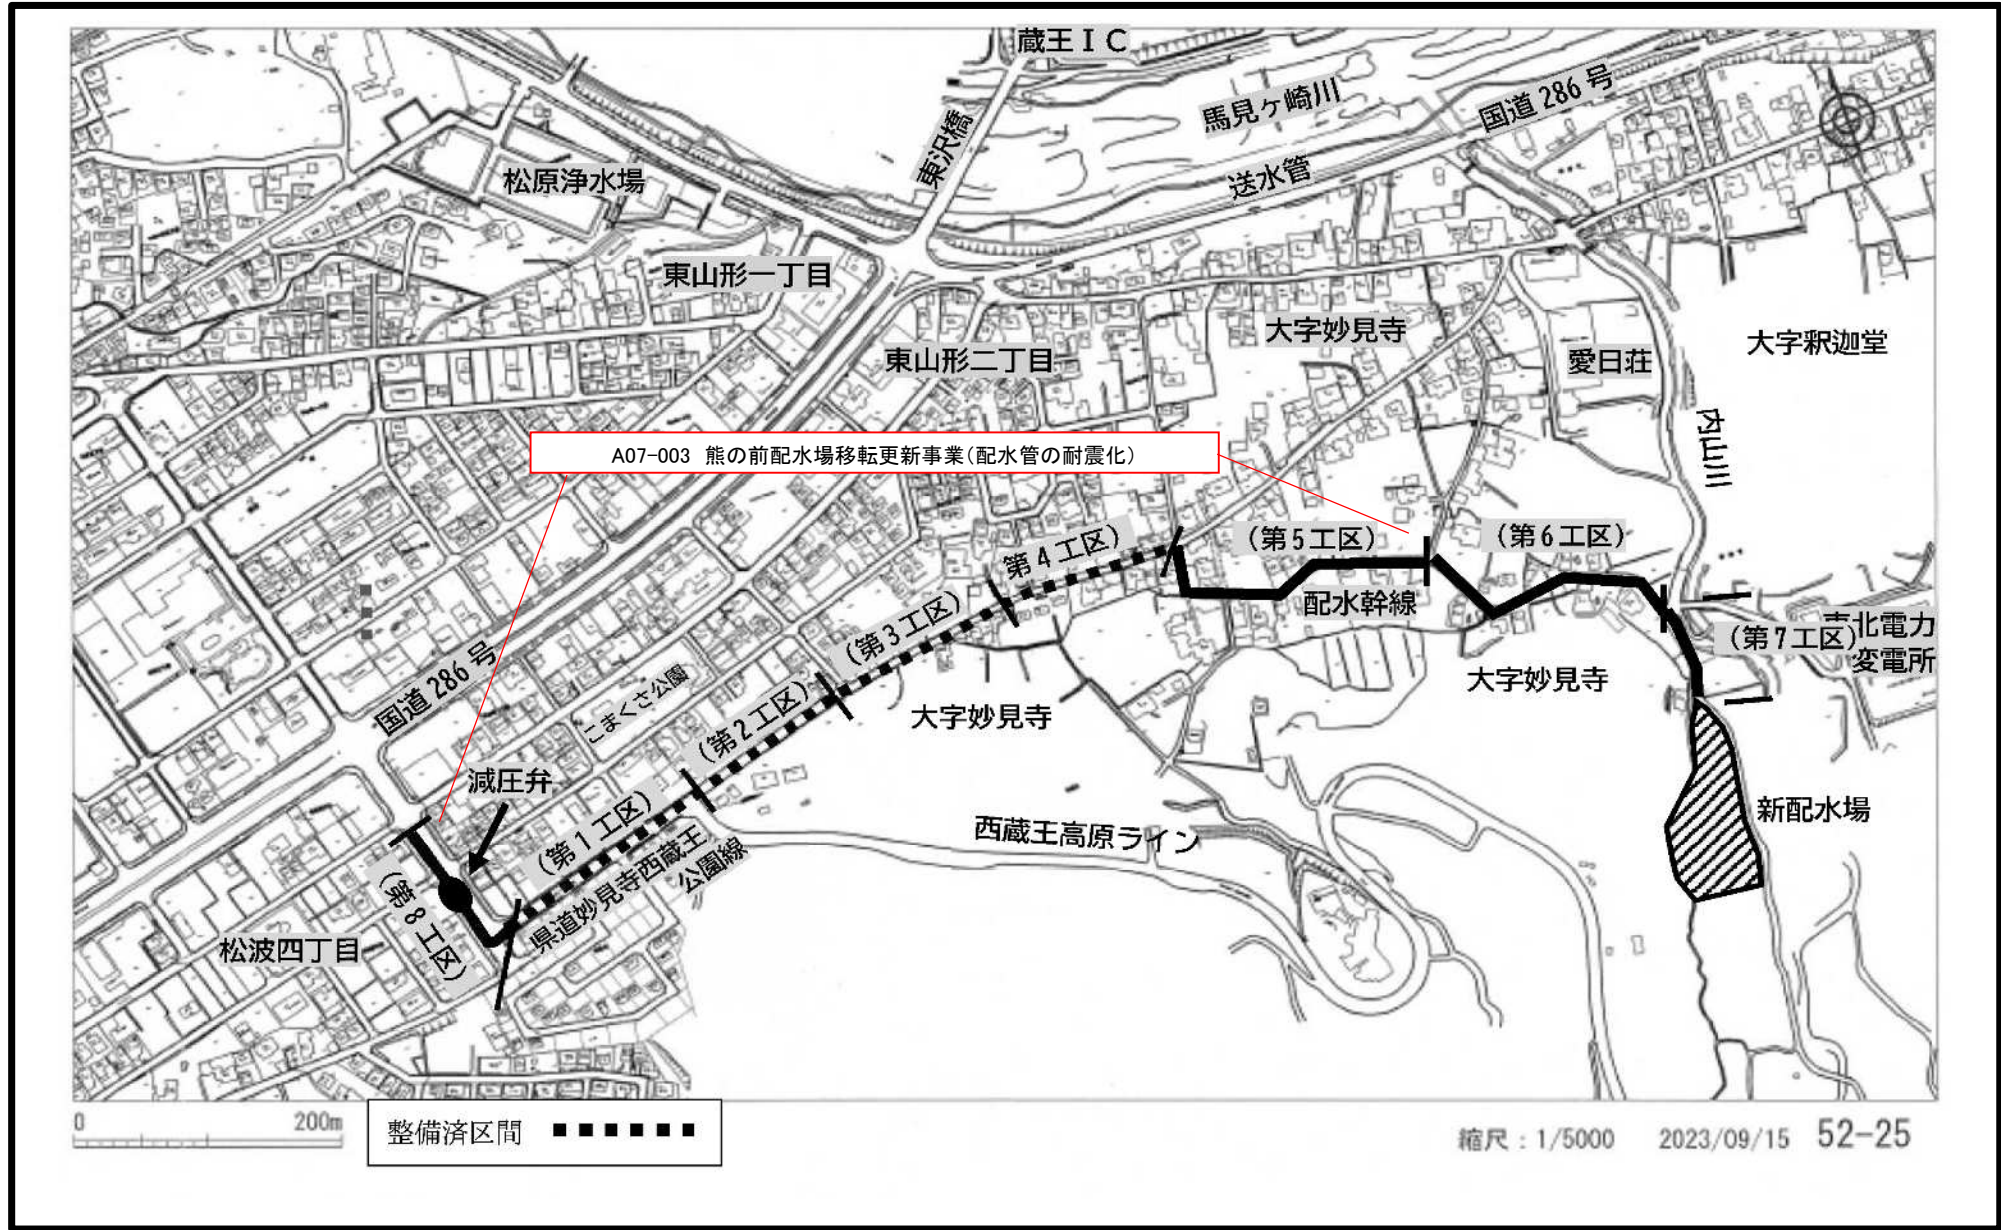 蔵王ＩＣ
東沢橋
馬見ヶ崎川
国道286号
送水管
松原浄水場
東山形一丁目
東山形二丁目
大字妙見寺
愛日荘
大字釈迦堂
内山川
A07-003 熊の前配水場移転更新事業(配水管の耐震化)
第4工区)
(第5工区)
(第6工区)
配水幹線
(第3工区)
(第7工区)
東北電力
変電所
国道286号
こまくさ公園
(第2工区)
大字妙見寺
大字妙見寺
減圧弁
(第1工区)
県道妙見寺西蔵王
公園線
西蔵王高原ライン
新配水場
(第8工区)
松波四丁目
0
200m
整備済区間
縮尺：1/5000
2023/09/15
52-25